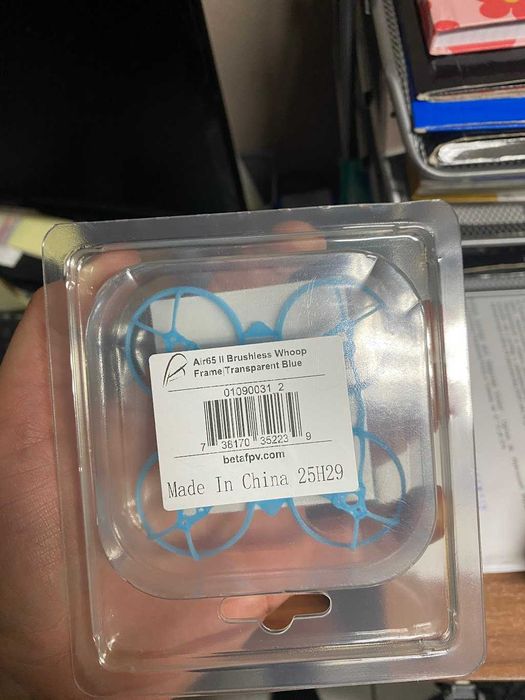 Air65 II Brushless Whoop
Frame Transparent Blue
01090031 2
7 36170 35223 9
betafpv.com
Made In China 25H29